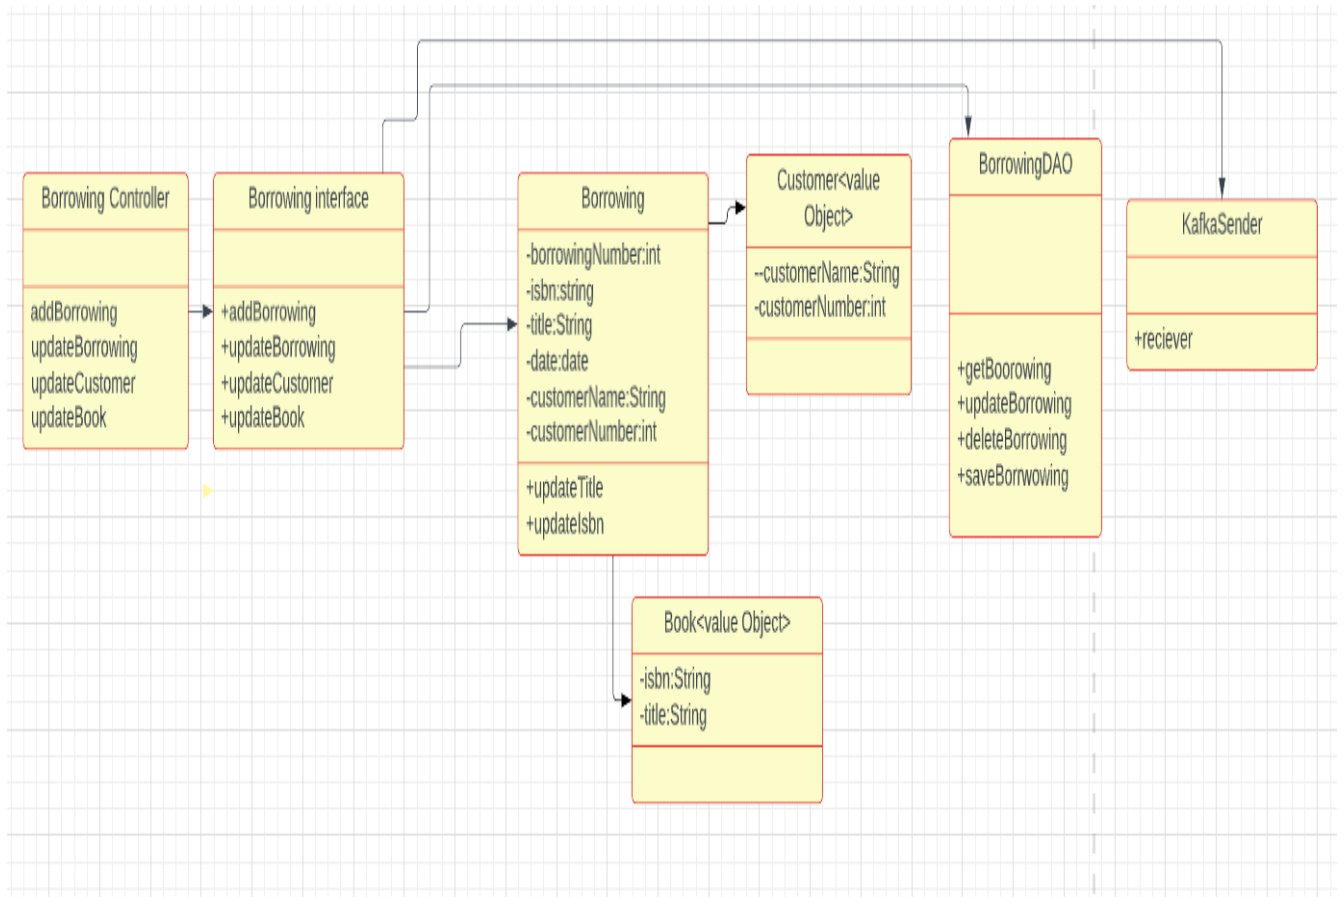 Borrowing Controller
addBorrowing
updateBorrowing
updateCustomer
updateBook
Borrowing interface
+addBorrowing
+updateBorrowing
+updateCustomer
+updateBook
Borrowing
-borrowingNumber:int
-isbn:string
-title:String
-date:date
-customerName:String
-customerNumber:int
+updateTitle
+updateIsbn
Customer<value
Object>
--customerName:String
-customerNumber:int
BorrowingDAO
+getBoorowing
+updateBorrowing
+deleteBorrowing
+saveBorrwowing
KafkaSender
+reciever
Book<value Object>
-isbn:String
-title:String